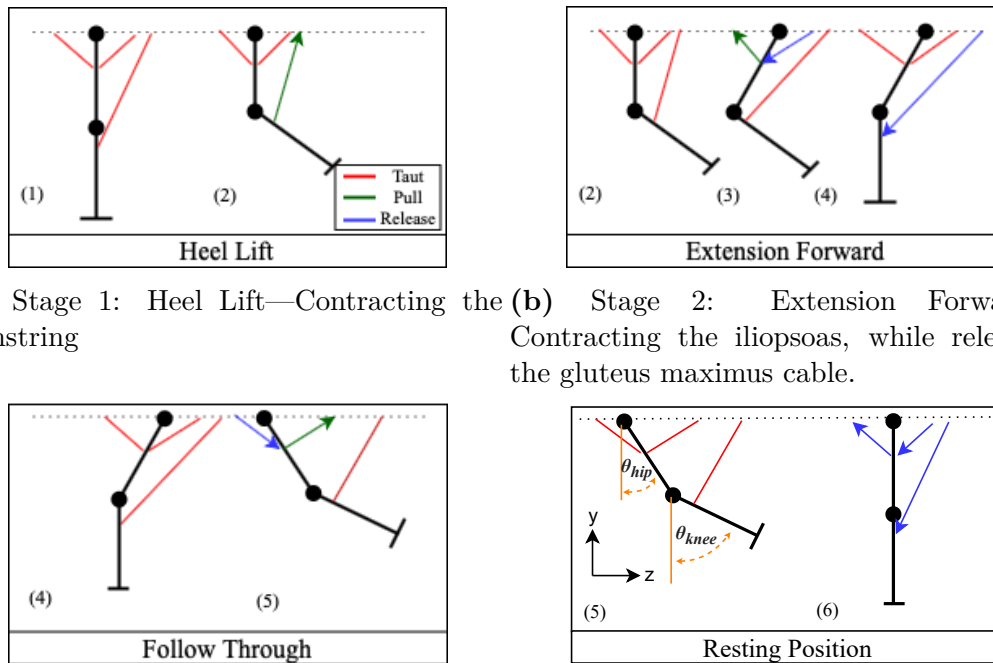 (1)
(2)
Taut
Pull
Release
Heel Lift
(2)
(3)
(4)
Extension Forward
Stage 1: Heel Lift—Contracting the
nstring
(b) Stage 2: Extension Forwa
Contracting the iliopsoas, while rele
the gluteus maximus cable.
(4)
(5)
Follow Through
θhip
θknee
y
z
(5)
(6)
Resting Position